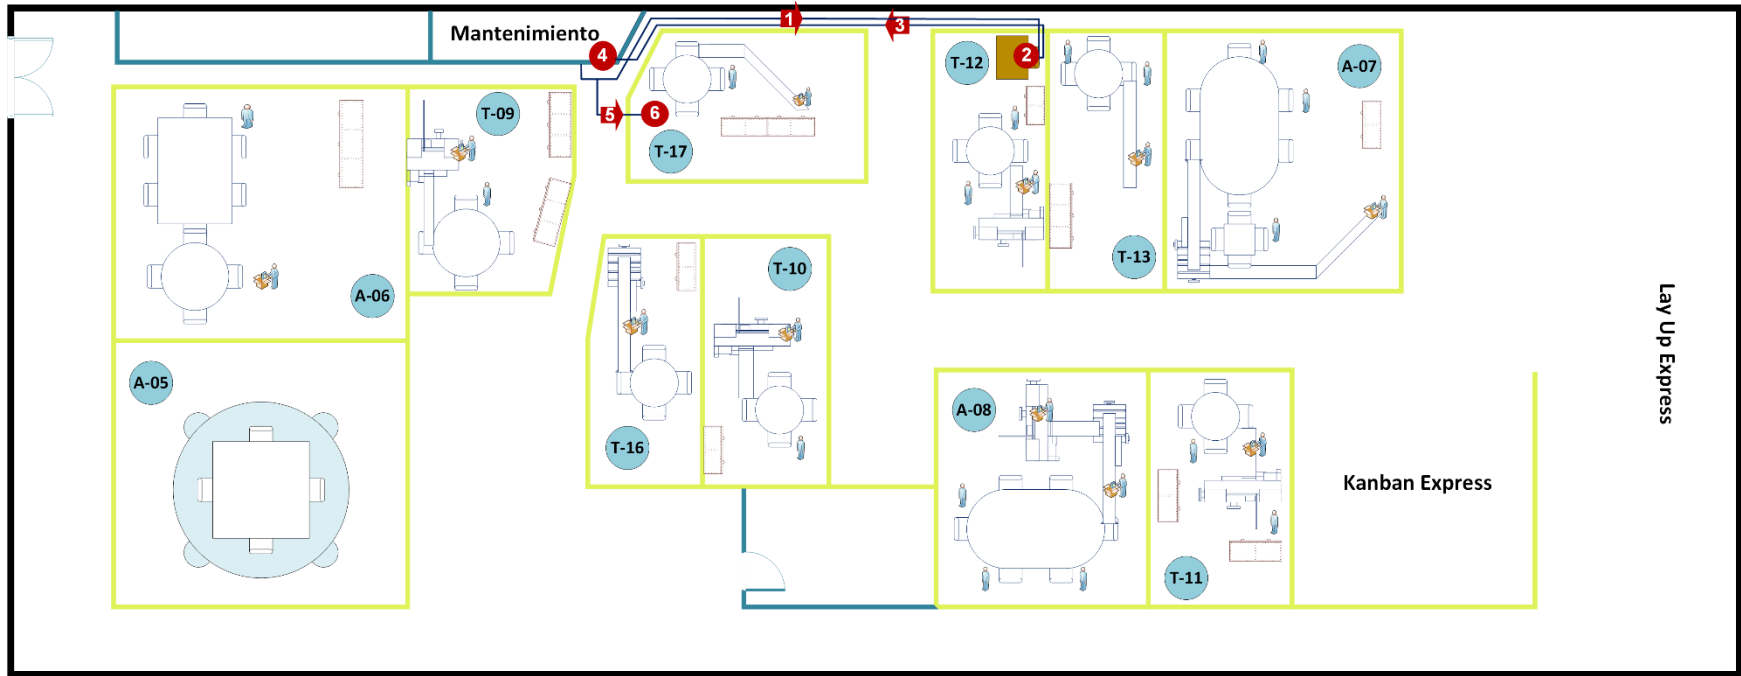 Mantenimiento
1
3
4
2
T-12
A-07
T-09
5
6
T-17
T-13
T-10
A-06
Lay Up Express
A-05
A-08
T-16
Kanban Express
T-11